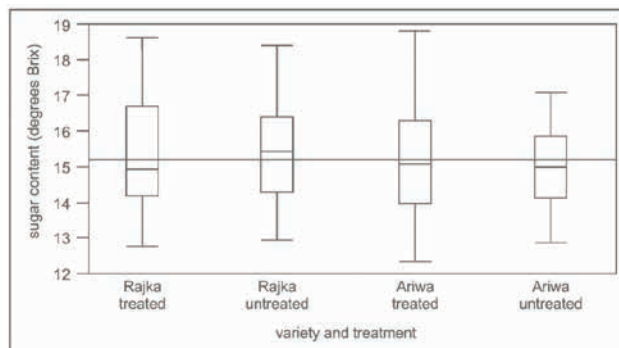 sugar content (degrees Brix)
19
18
17
16
15
14
13
12
Rajka
treated
Rajka
untreated
Ariwa
treated
Ariwa
untreated
variety and treatment